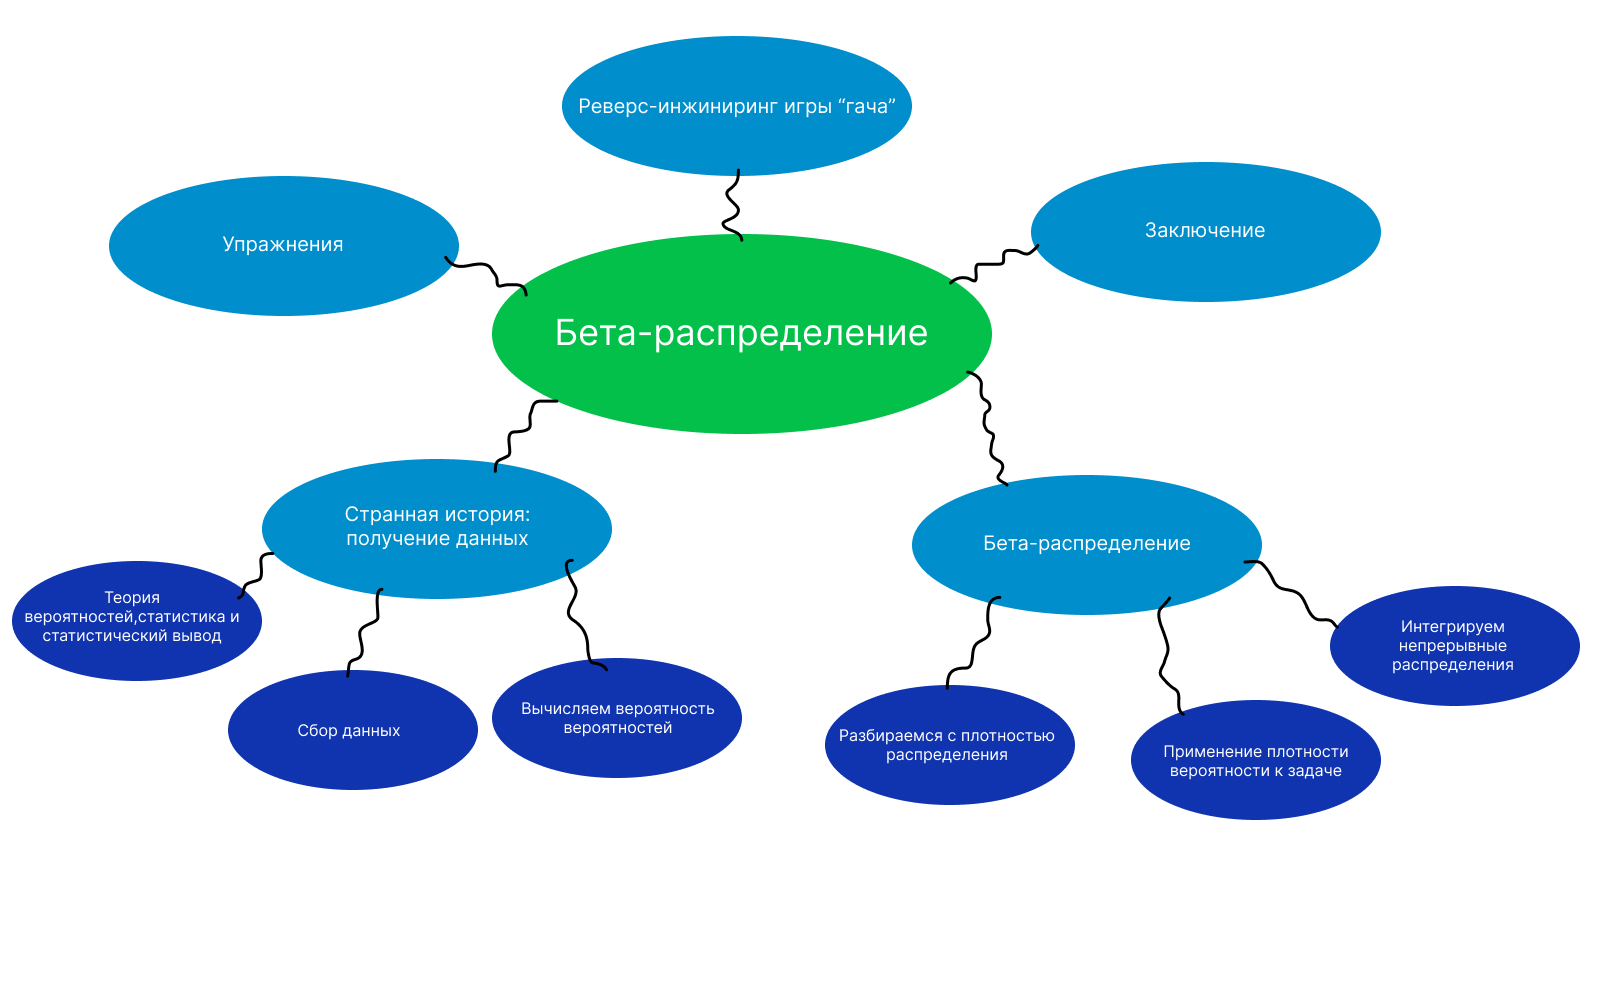 Реверс-инжиниринг игры “гача”
Упражнения
Заключение
Бета-распределение
Странная история:
получение данных
Бета-распределение
Теория
вероятностей,статистика и
статистический вывод
Сбор данных
Вычисляем вероятность
вероятностей
Разбираемся с плотностью
распределения
Применение плотности
вероятности к задаче
Интегрируем
непрерывные
распределения